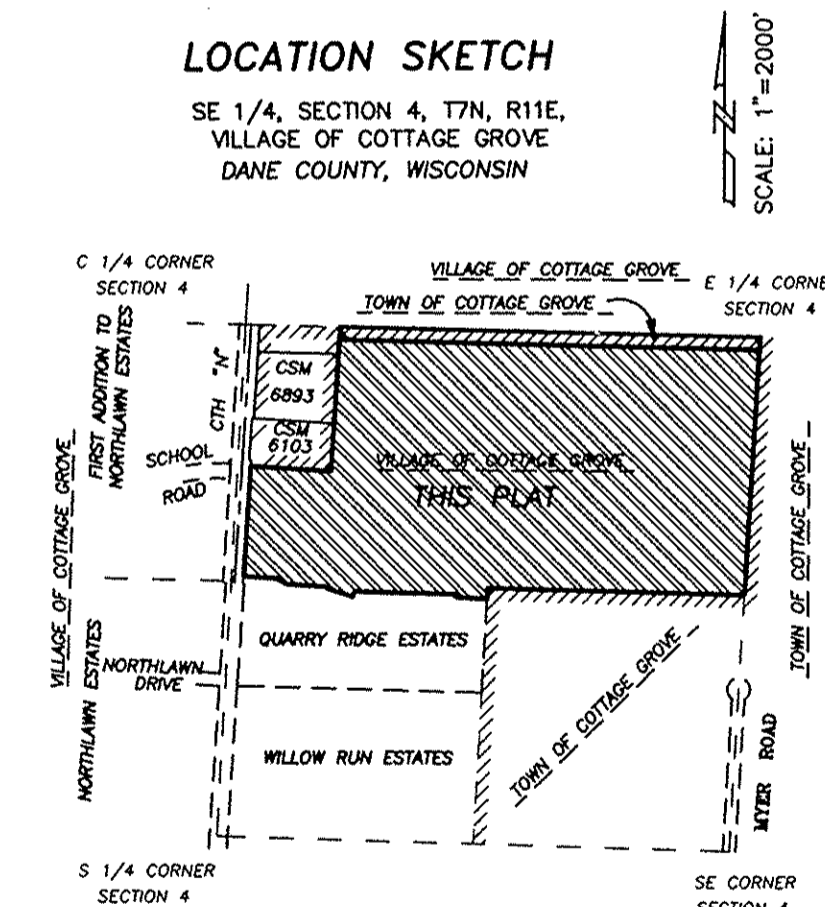 LOCATION SKETCH
SE 1/4, SECTION 4, T7N, R11E,
VILLAGE OF COTTAGE GROVE
DANE COUNTY, WISCONSIN
SCALE: 1"=2000'
N
C 1/4 CORNER
SECTION 4
VILLAGE OF COTTAGE GROVE
TOWN OF COTTAGE GROVE
E 1/4 CORNE
SECTION 4
FIRST ADDITION TO
NORTHLAWN ESTATES
CTH "N"
CSM
6893
CSM
6103
SCHOOL
ROAD
VILLAGE OF COTTAGE GROVE
THIS PLAT
VILLAGE OF COTTAGE GROVE
TOWN OF COTTAGE GROVE
QUARRY RIDGE ESTATES
NORTHLAWN
DRIVE
NORTHLAWN ESTATES
WILLOW RUN ESTATES
TOWN OF COTTAGE GROVE
MYER ROAD
S 1/4 CORNER
SECTION 4
SE CORNER
SECTION 4